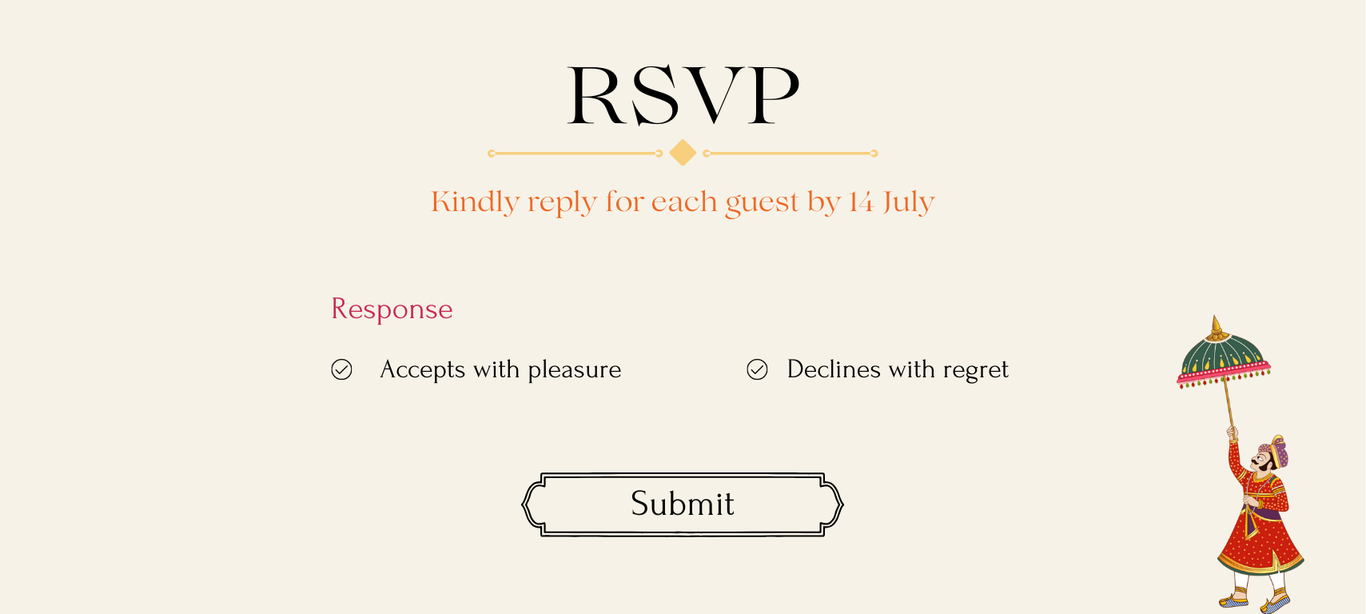 RSVP
Kindly reply for each guest by 14 July
Response
Accepts with pleasure
Declines with regret
Submit